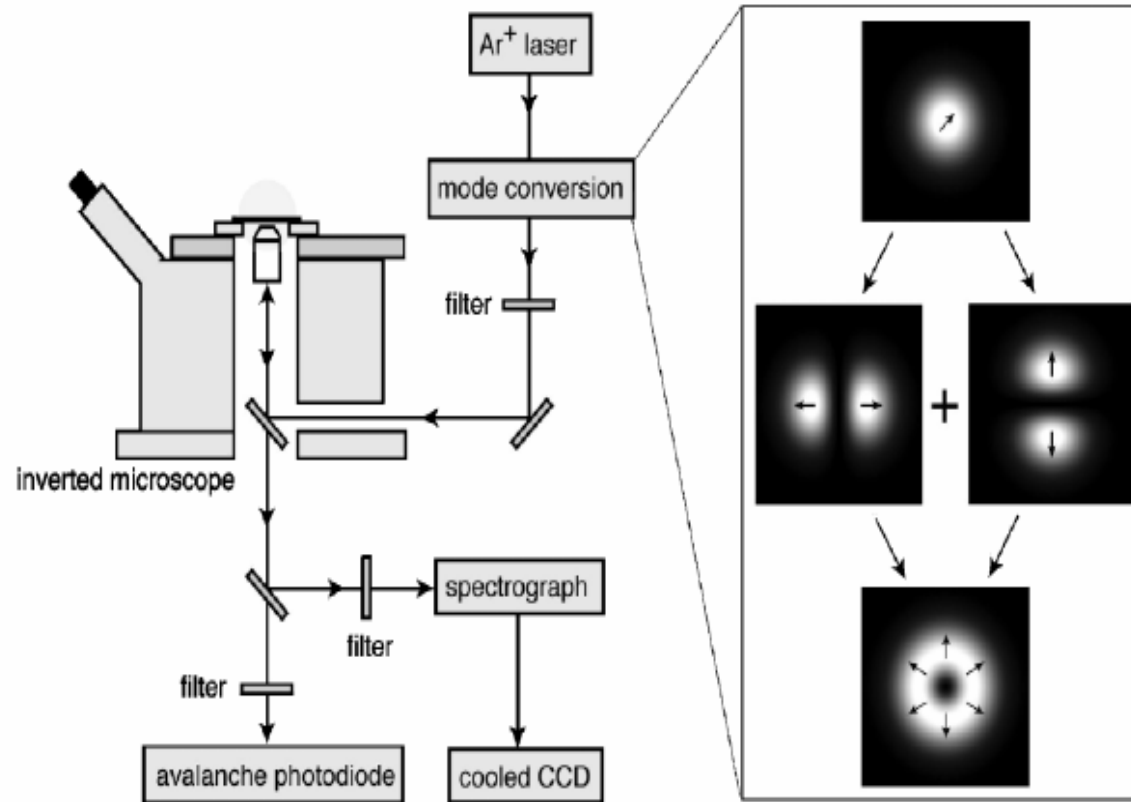 Ar+ laser
mode conversion
filter
inverted microscope
+
spectrograph
filter
filter
avalanche photodiode
cooled CCD